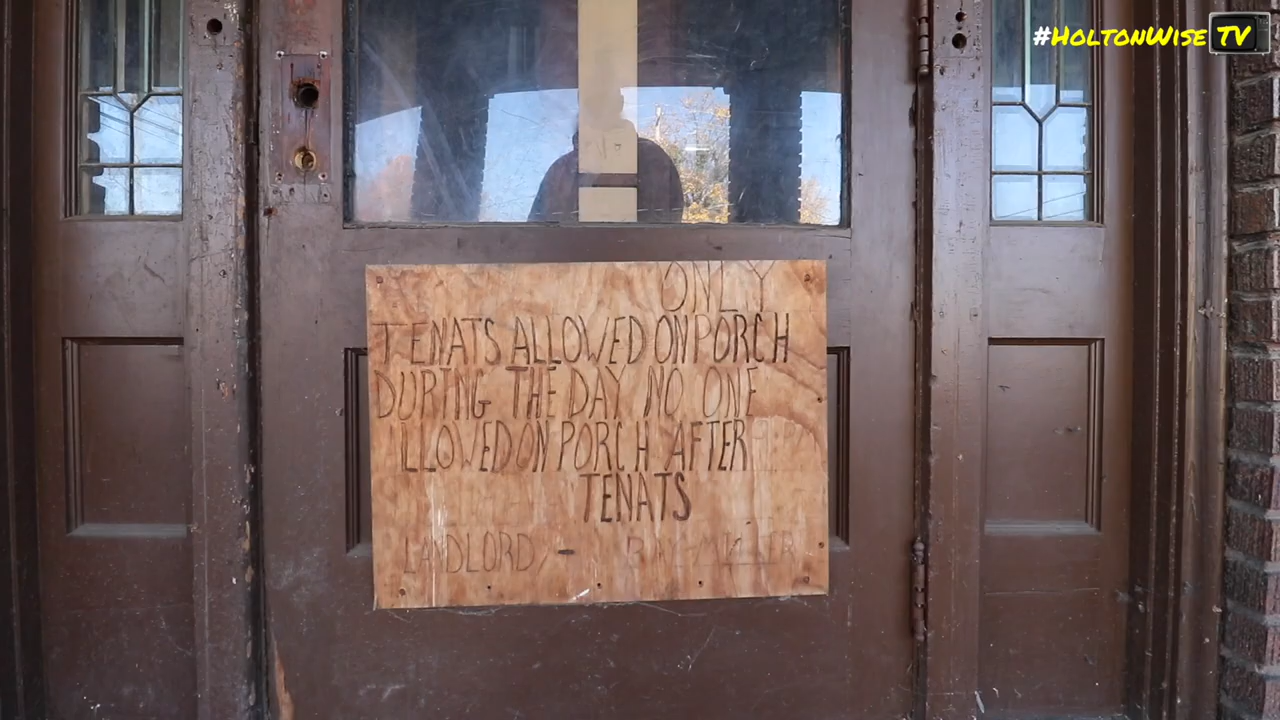 #HOLTONWISE TV
ONLY
TENATS ALLOWED ON PORCH
DURING THE DAY NO ONE
LLOWED ON PORCH AFTER
TENATS
LANDLORD/-